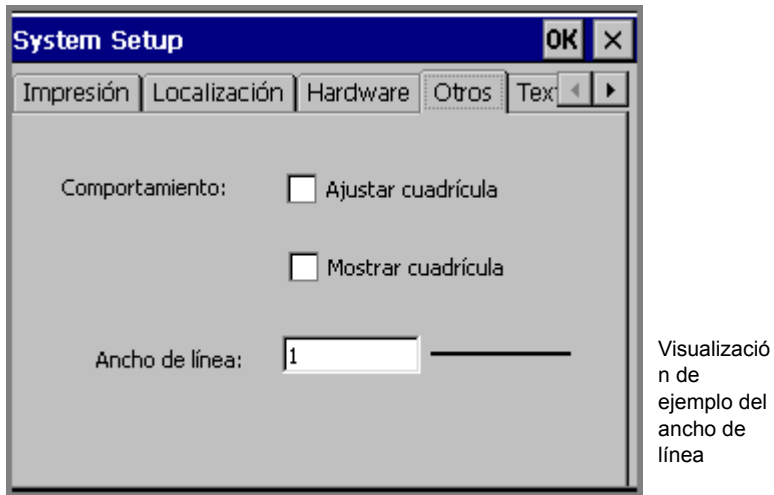 System Setup OK ×
Impresión Localización Hardware Otros Tex
Comportamiento: Ajustar cuadrícula
Mostrar cuadrícula
Ancho de línea: 1
Visualizació
n de
ejemplo del
ancho de
línea